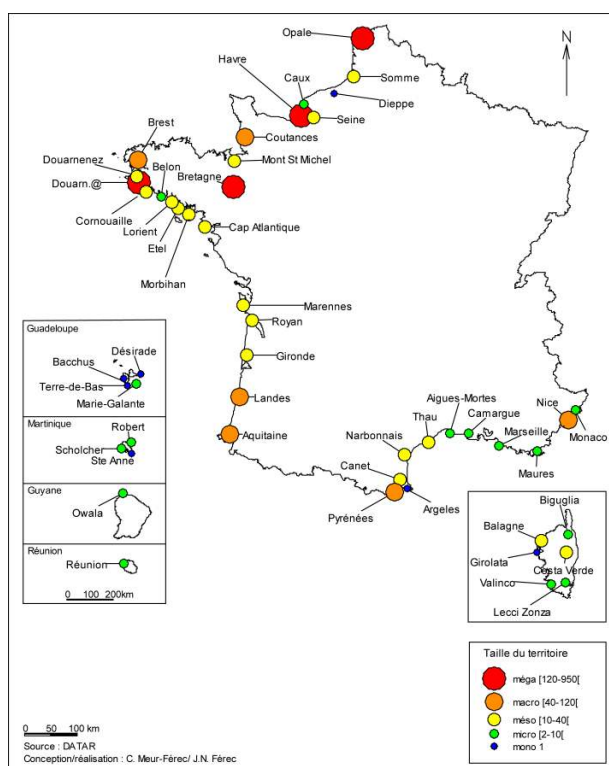 Opale
N
Havre
Somme
Caux
Dieppe
Seine
Brest
Coutances
Douarnenez
Belon
Mont St Michel
Douarn.@
Bretagne
Cornouaille
Lorient
Cap Atlantique
Etel
Morbihan
Marennes
Royan
Guadeloupe
Désirade
Bacchus
Gironde
Terre-de-Bas
Marie-Galante
Landes
Aigues-Mortes
Nice
Martinique
Robert
Thau
Camargue
Aquitaine
Marseille
Monaco
Scholcher
Narbonnais
Ste Anne
Canet
Maures
Guyane
Pyrénées
Argeles
Biguglia
Owala
Balagne
Réunion
Girolata
Costa Verde
Réunion
Valinco
0 100 200km
Lecci Zonza
Taille du territoire
méga [120-950[
macro [40-120[
méso [10-40[
micro [2-10[
mono 1
0 50 100 km
Source : DATAR
Conception/réalisation : C. Meur-Férec/ J.N. Férec